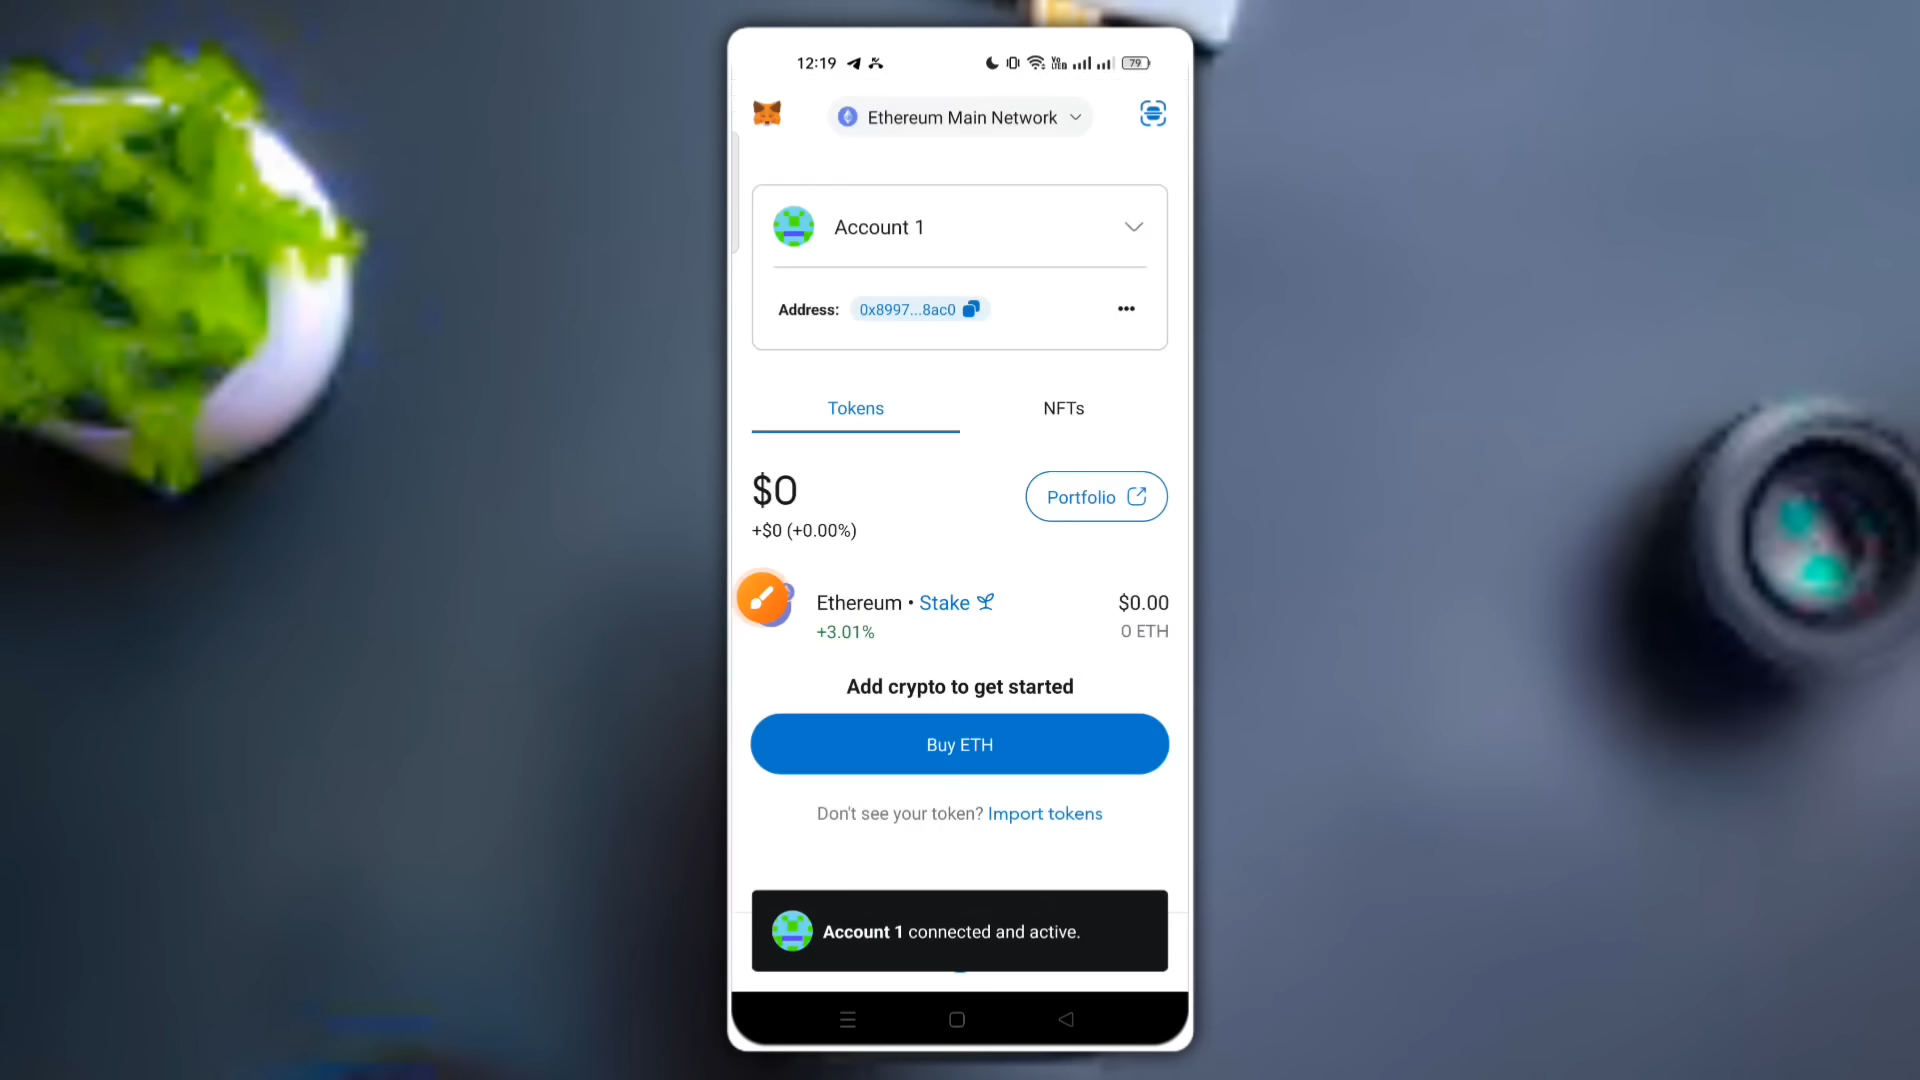 12:19
79
Ethereum Main Network
Account 1
Address: 0x8997...8ac0
Tokens
NFTs
$0
Portfolio
+$0 (+0.00%)
Ethereum • Stake
$0.00
+3.01%
0 ETH
Add crypto to get started
Buy ETH
Don't see your token? Import tokens
Account 1 connected and active.